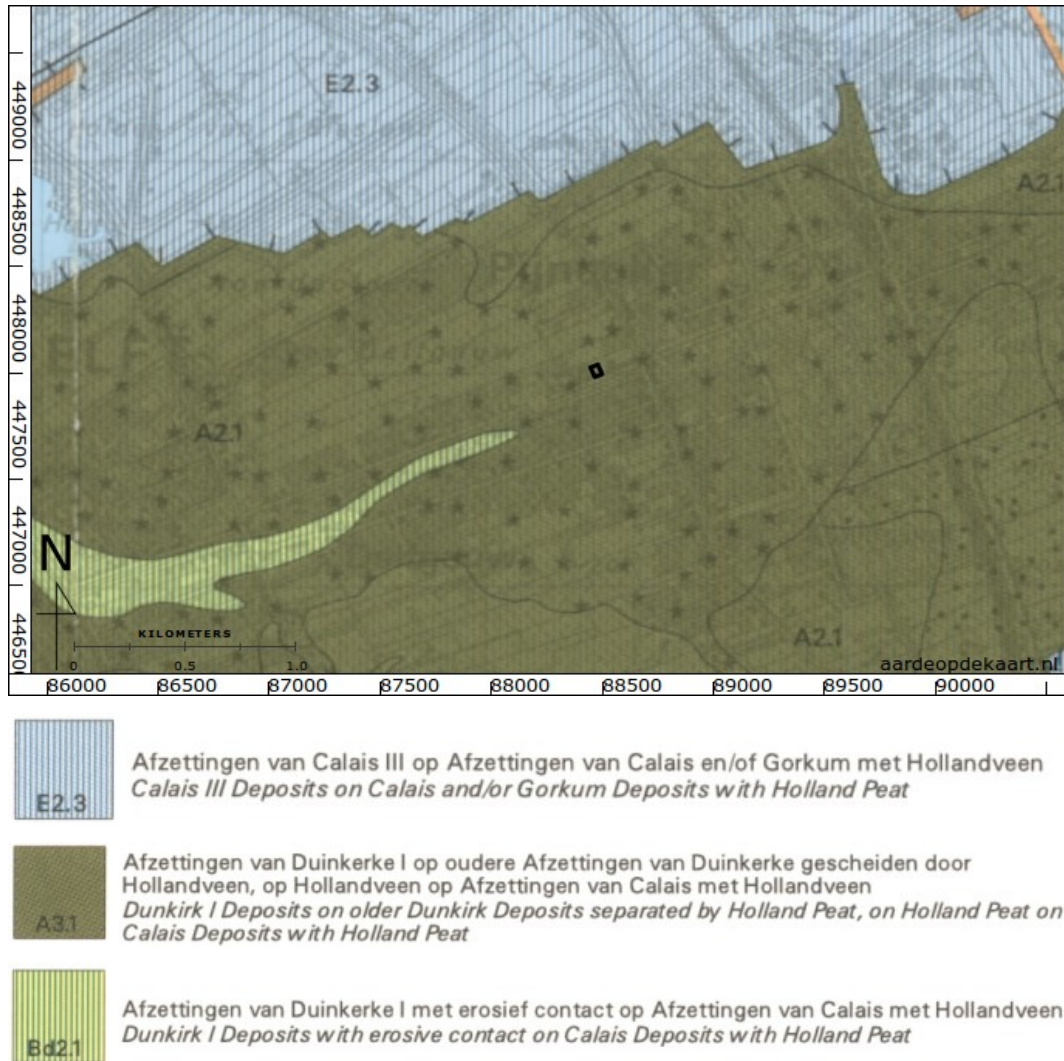 E2.3
A2.1
A2.1
A2.1
449000
448500
448000
447500
447000
446500
N
KILOMETERS
0 0.5 1.0
aardeopdekaart.nl
86000 86500 87000 87500 88000 88500 89000 89500 90000
E2.3
Afzettingen van Calais III op Afzettingen van Calais en/of Gorkum met Hollandveen
Calais III Deposits on Calais and/or Gorkum Deposits with Holland Peat
A3.1
Afzettingen van Duinkerke I op oudere Afzettingen van Duinkerke gescheiden door
Hollandveen, op Hollandveen op Afzettingen van Calais met Hollandveen
Dunkirk I Deposits on older Dunkirk Deposits separated by Holland Peat, on Holland Peat on
Calais Deposits with Holland Peat
Bd2.1
Afzettingen van Duinkerke I met erosief contact op Afzettingen van Calais met Hollandveen
Dunkirk I Deposits with erosive contact on Calais Deposits with Holland Peat